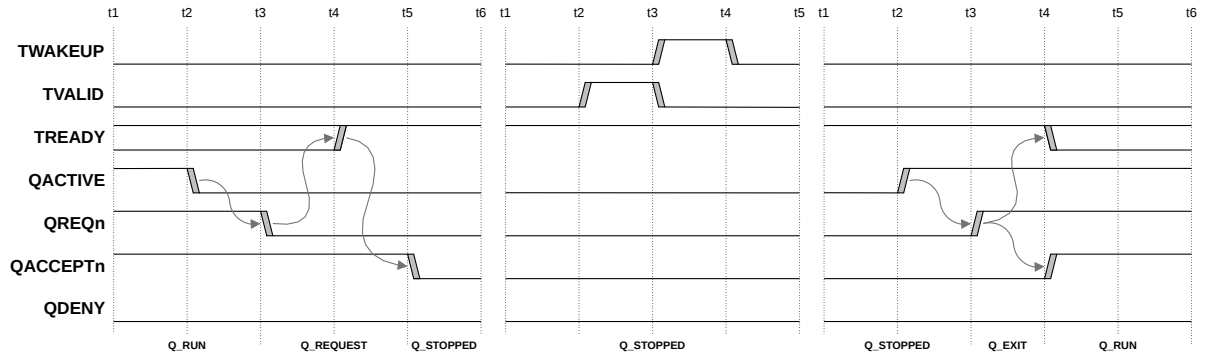 t1 t2 t3 t4 t5 t6 t1 t2 t3 t4 t5 t1 t2 t3 t4 t5 t6
TWAKEUP
TVALID
TREADY
QACTIVE
QREQn
QACCEPTn
QDENY
Q_RUN Q_REQUEST Q_STOPPED Q_STOPPED Q_STOPPED Q_EXIT Q_RUN